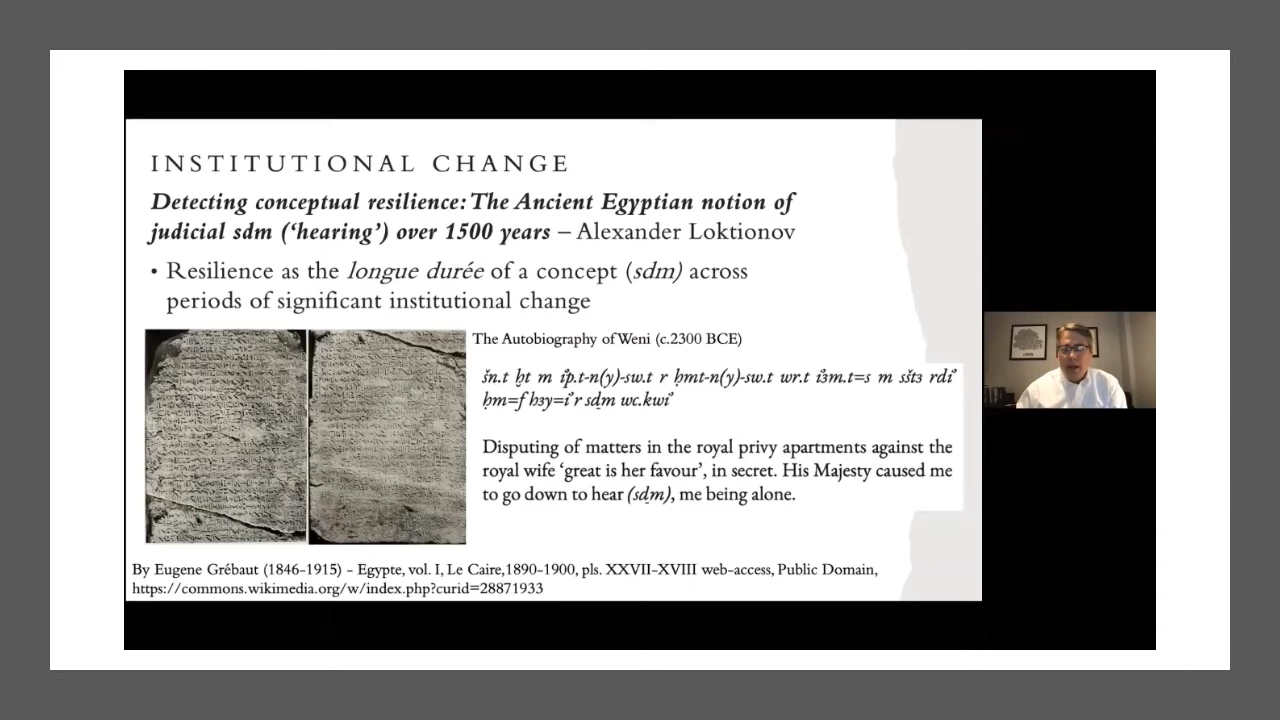 INSTITUTIONAL CHANGE
Detecting conceptual resilience: The Ancient Egyptian notion of
judicial sdm (‘hearing’) over 1500 years – Alexander Loktionov
• Resilience as the longue durée of a concept (sdm) across
periods of significant institutional change
The Autobiography of Weni (c.2300 BCE)
šn.t ḫt m ỉp.t-n(y)-sw.t r ḥmt-n(y)-sw.t wr.t ỉꜣm.t=s m sštꜣ rdỉ
ḥm=f hꜣy=ỉ r sḏm wc.kwỉ
Disputing of matters in the royal privy apartments against the
royal wife ‘great is her favour’, in secret. His Majesty caused me
to go down to hear (sḏm), me being alone.
By Eugene Grébaut (1846-1915) - Egypte, vol. I, Le Caire,1890-1900, pls. XXVII-XVIII web-access, Public Domain,
https://commons.wikimedia.org/w/index.php?curid=28871933